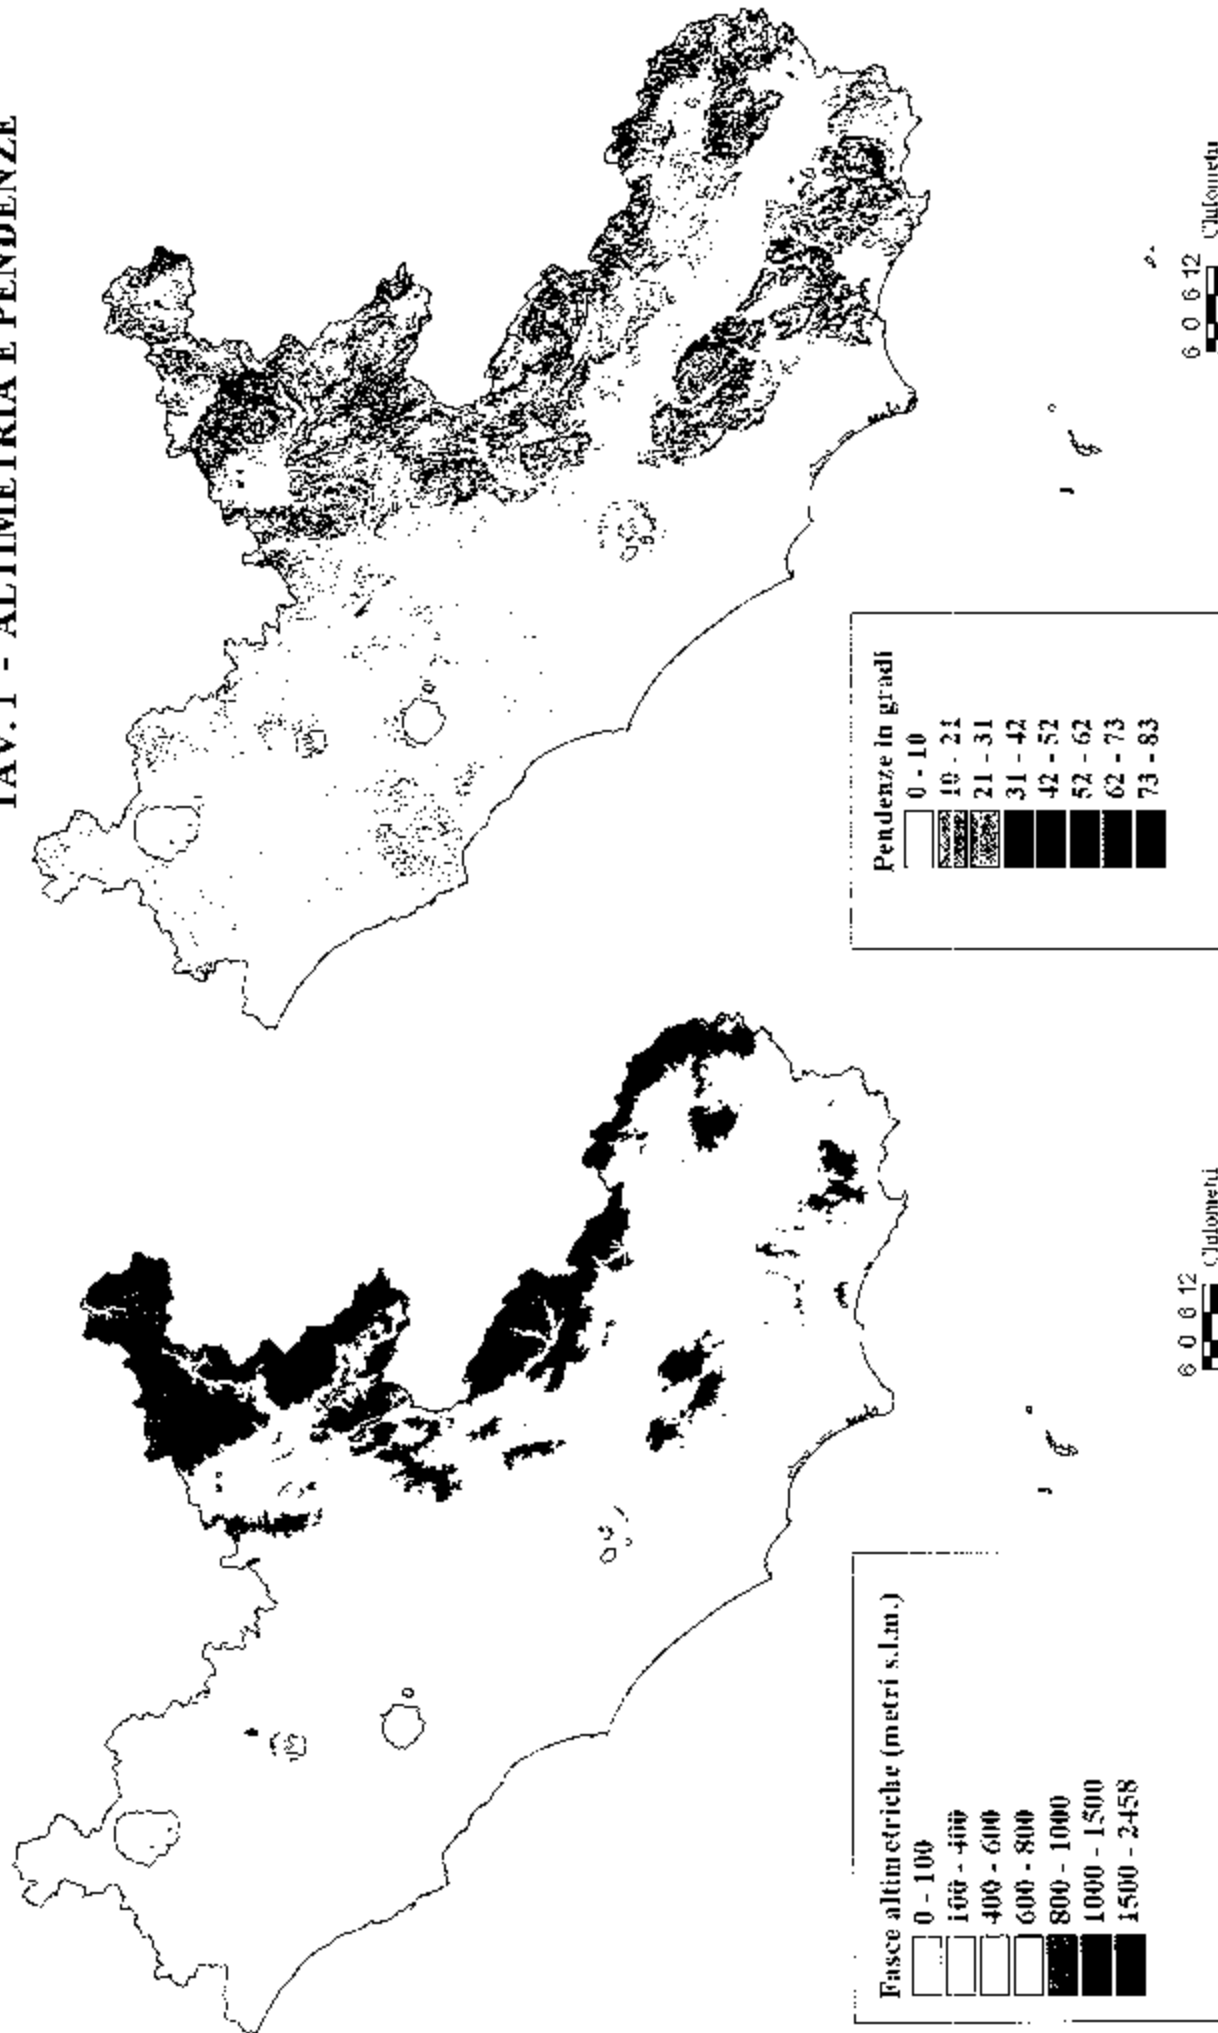 TAV. 1 - ALTIMETRIA E PENDENZE
Fasce altimetriche (metri s.l.m.)
0 - 100
100 - 400
400 - 600
600 - 800
800 - 1000
1000 - 1500
1500 - 2458
6 0 6 12 Chilometri
Pendenze in gradi
0 - 10
10 - 21
21 - 31
31 - 42
42 - 52
52 - 62
62 - 73
73 - 83
6 0 6 12 Chilometri